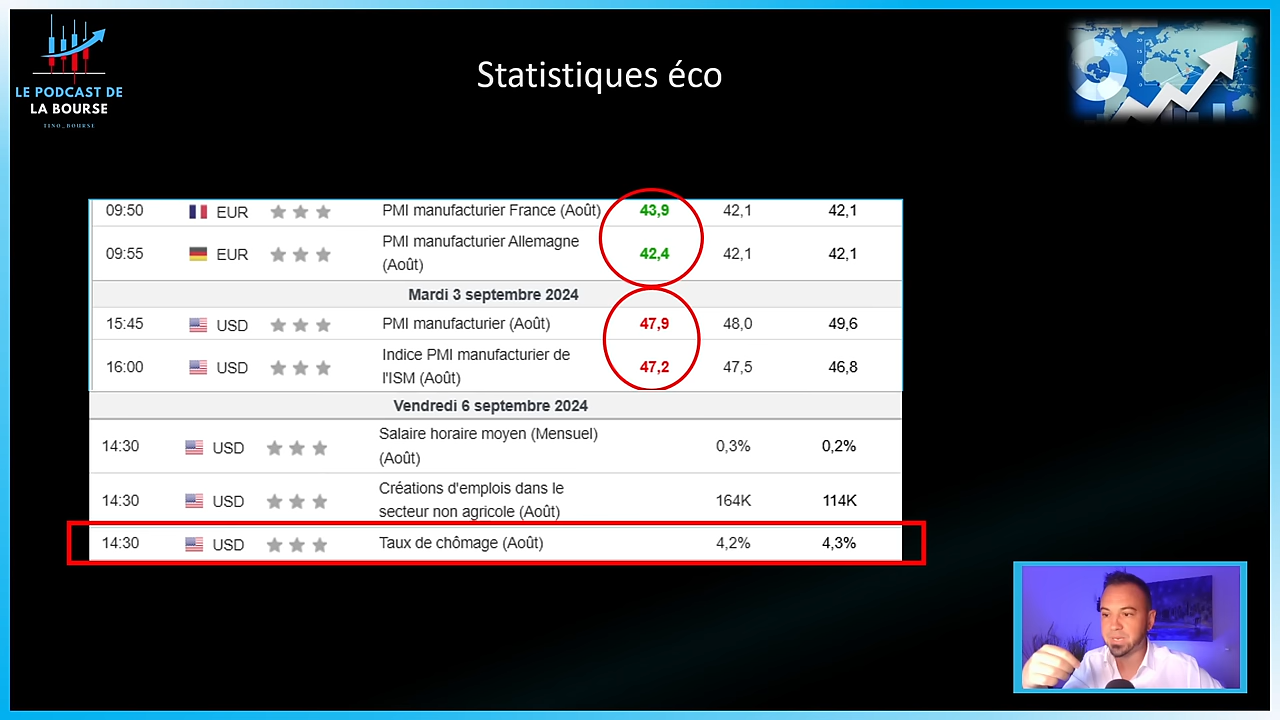 LE PODCAST DE
LA BOURSE
TINO_BOURSE
Statistiques éco
09:50 EUR PMI manufacturier France (Août) 43,9 42,1 42,1
09:55 EUR PMI manufacturier Allemagne
(Août) 42,4 42,1 42,1
Mardi 3 septembre 2024
15:45 USD PMI manufacturier (Août) 47,9 48,0 49,6
16:00 USD Indice PMI manufacturier de
l'ISM (Août) 47,2 47,5 46,8
Vendredi 6 septembre 2024
14:30 USD Salaire horaire moyen (Mensuel)
(Août) 0,3% 0,2%
14:30 USD Créations d'emplois dans le
secteur non agricole (Août) 164K 114K
14:30 USD Taux de chômage (Août) 4,2% 4,3%